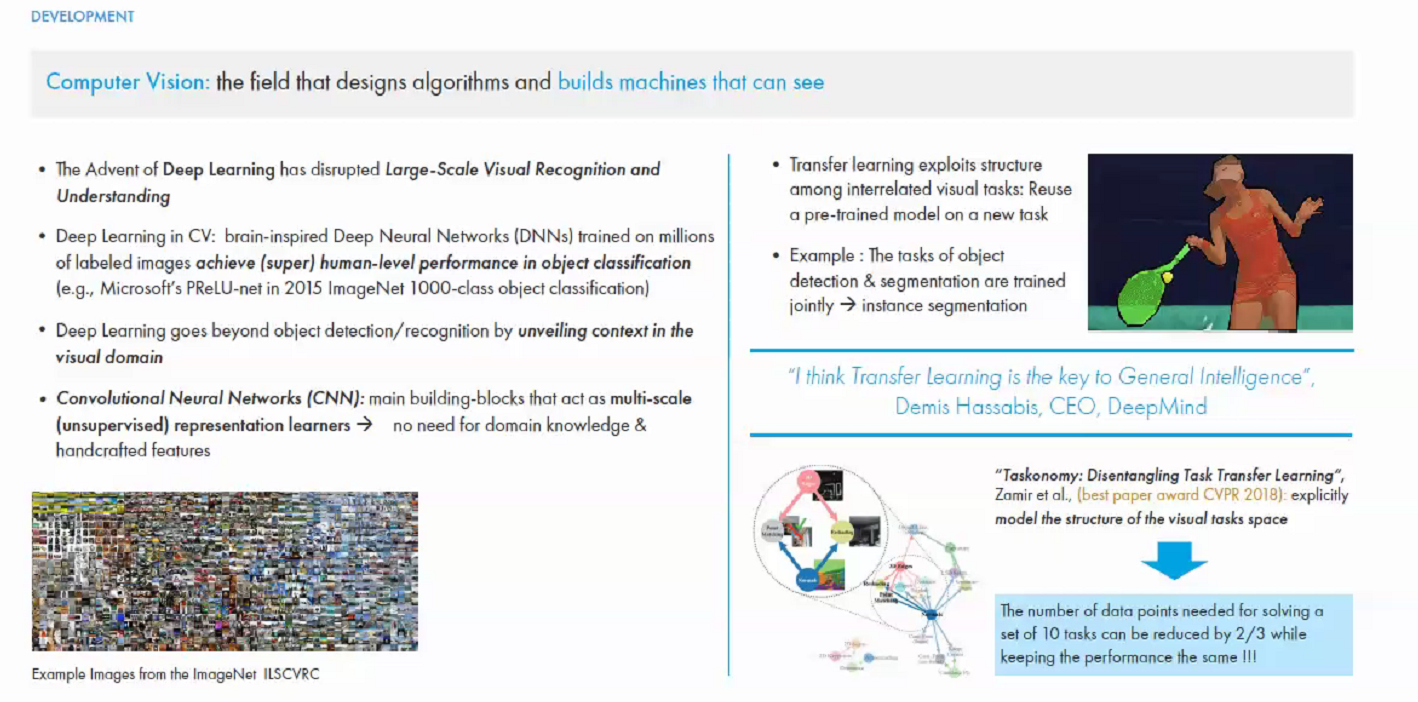 DEVELOPMENT
Computer Vision: the field that designs algorithms and builds machines that can see
• The Advent of Deep Learning has disrupted Large-Scale Visual Recognition and
Understanding
• Deep Learning in CV: brain-inspired Deep Neural Networks (DNNs) trained on millions
of labeled images achieve (super) human-level performance in object classification
(e.g., Microsoft's PReLU-net in 2015 ImageNet 1000-class object classification)
• Deep Learning goes beyond object detection/recognition by unveiling context in the
visual domain
• Convolutional Neural Networks (CNN): main building-blocks that act as multi-scale
(unsupervised) representation learners → no need for domain knowledge &
handcrafted features
Example Images from the ImageNet ILSCVRC
• Transfer learning exploits structure
among interrelated visual tasks: Reuse
a pre-trained model on a new task
• Example : The tasks of object
detection & segmentation are trained
jointly → instance segmentation
"I think Transfer Learning is the key to General Intelligence",
Demis Hassabis, CEO, DeepMind
"Taskonomy: Disentangling Task Transfer Learning",
Zamir et al., (best paper award CVPR 2018): explicitly
model the structure of the visual tasks space
The number of data points needed for solving a
set of 10 tasks can be reduced by 2/3 while
keeping the performance the same !!!